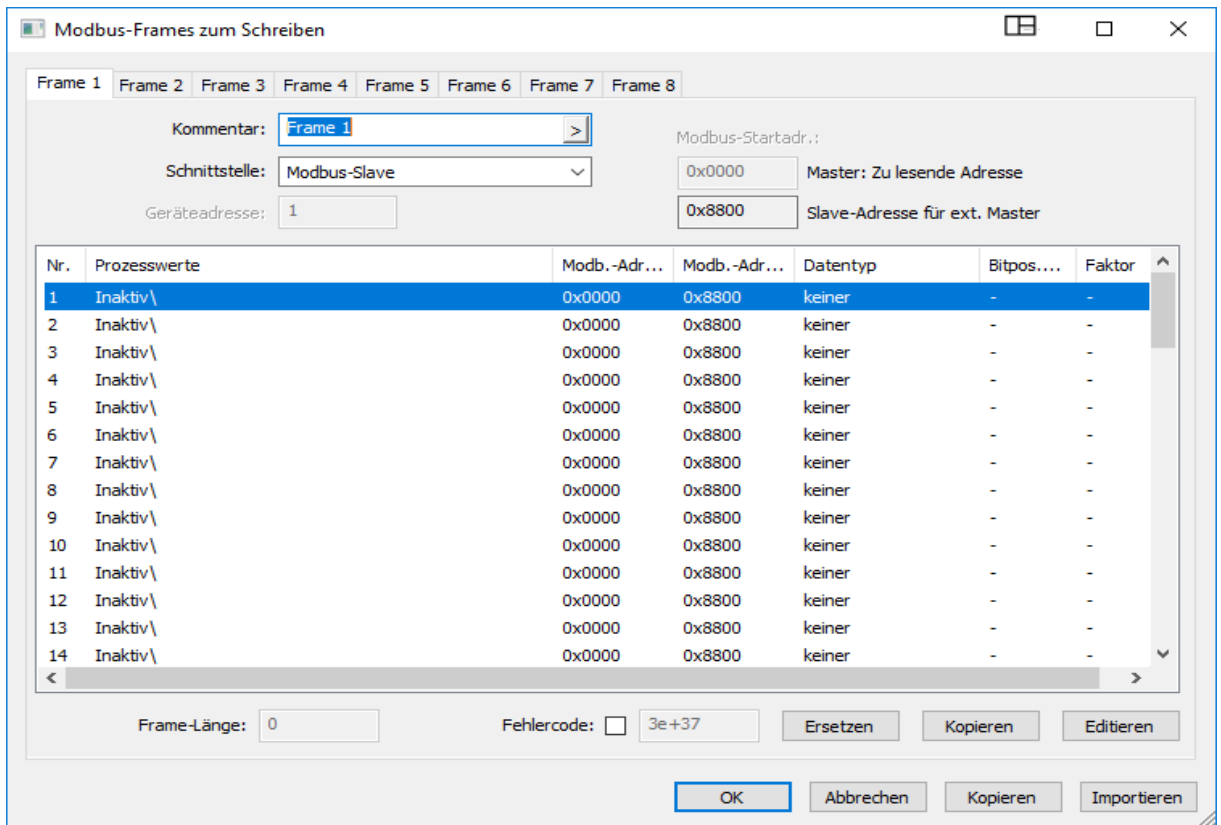 Modbus-Frames zum Schreiben
Frame 1 Frame 2 Frame 3 Frame 4 Frame 5 Frame 6 Frame 7 Frame 8
Kommentar: Frame 1 >
Modbus-Startadr.:
Schnittstelle: Modbus-Slave 0x0000 Master: Zu lesende Adresse
Geräteadresse: 1 0x8800 Slave-Adresse für ext. Master
Nr. Prozesswerte Modb.-Adr... Modb.-Adr... Datentyp Bitpos.... Faktor
1 Inaktiv\ 0x0000 0x8800 keiner - -
2 Inaktiv\ 0x0000 0x8800 keiner - -
3 Inaktiv\ 0x0000 0x8800 keiner - -
4 Inaktiv\ 0x0000 0x8800 keiner - -
5 Inaktiv\ 0x0000 0x8800 keiner - -
6 Inaktiv\ 0x0000 0x8800 keiner - -
7 Inaktiv\ 0x0000 0x8800 keiner - -
8 Inaktiv\ 0x0000 0x8800 keiner - -
9 Inaktiv\ 0x0000 0x8800 keiner - -
10 Inaktiv\ 0x0000 0x8800 keiner - -
11 Inaktiv\ 0x0000 0x8800 keiner - -
12 Inaktiv\ 0x0000 0x8800 keiner - -
13 Inaktiv\ 0x0000 0x8800 keiner - -
14 Inaktiv\ 0x0000 0x8800 keiner - -
Frame-Länge: 0 Fehlercode: 3e+37 Ersetzen Kopieren Editieren
OK Abbrechen Kopieren Importieren